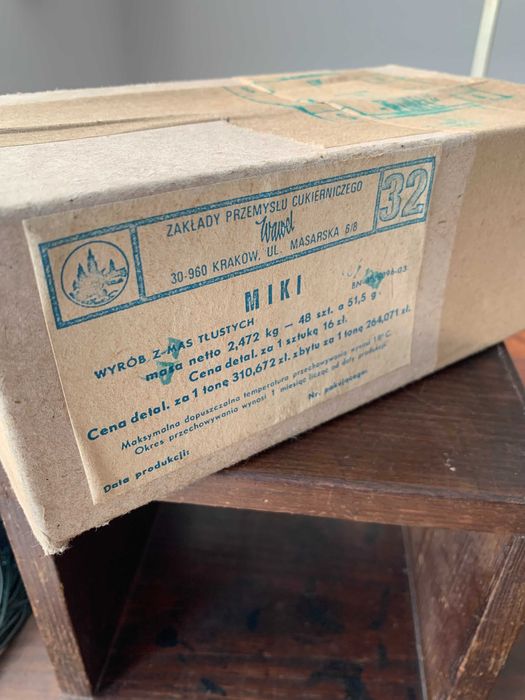 ZAKŁADY PRZEMYSŁU CUKIERNICZEGO
Wawel
30-960 KRAKÓW, UL. MASARSKA 6/8
32
MIKI
WYRÓB Z MAS TŁUSTYCH
masa netto 2,472 kg — 48 szt. a 51,5 g
Cena detal. za 1 sztukę 16 zł.
Cena detal. za 1 tonę 310,672 zł. zbytu za 1 tonę 264,071 zł.
Maksymalna dopuszczalna temperatura przechowywania wynosi 18°C.
Okres przechowywania wynosi 1 miesiąc licząc od daty produkcji.
Data produkcji:
Nr. pakującego: